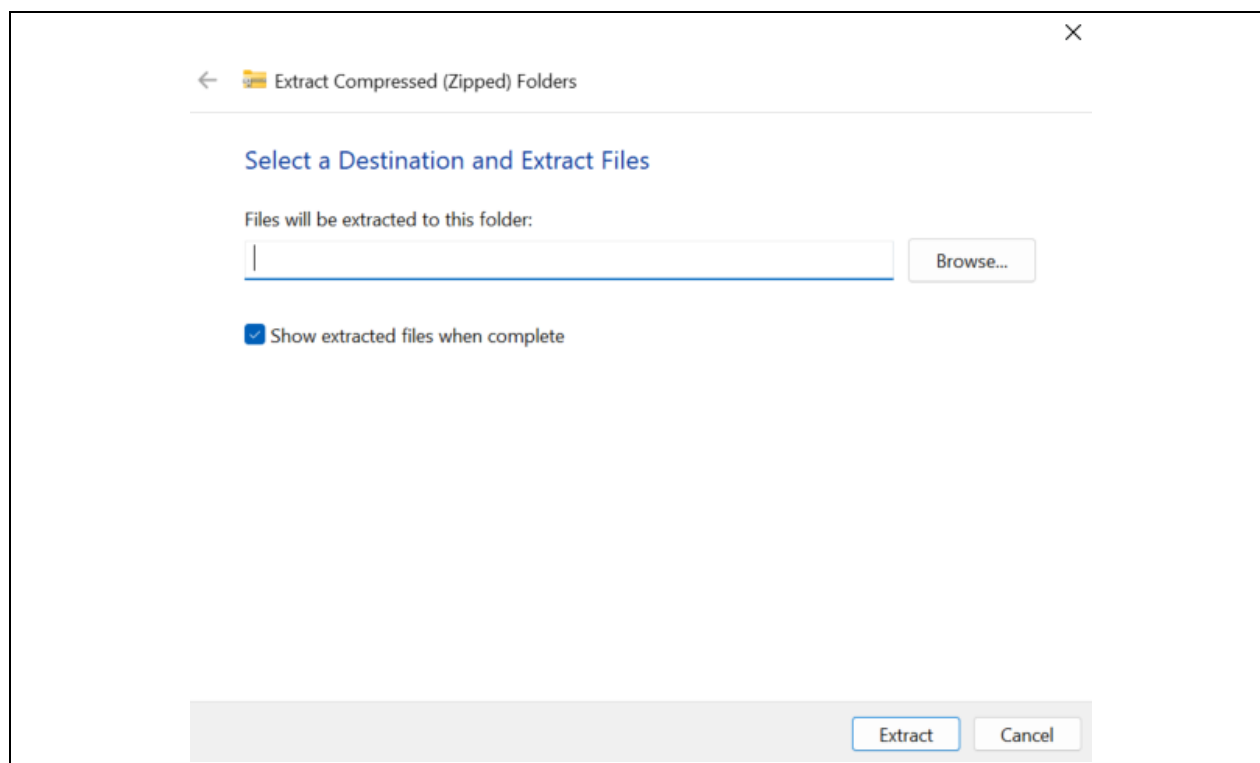 Extract Compressed (Zipped) Folders
Select a Destination and Extract Files
Files will be extracted to this folder:
Browse...
Show extracted files when complete
Extract Cancel